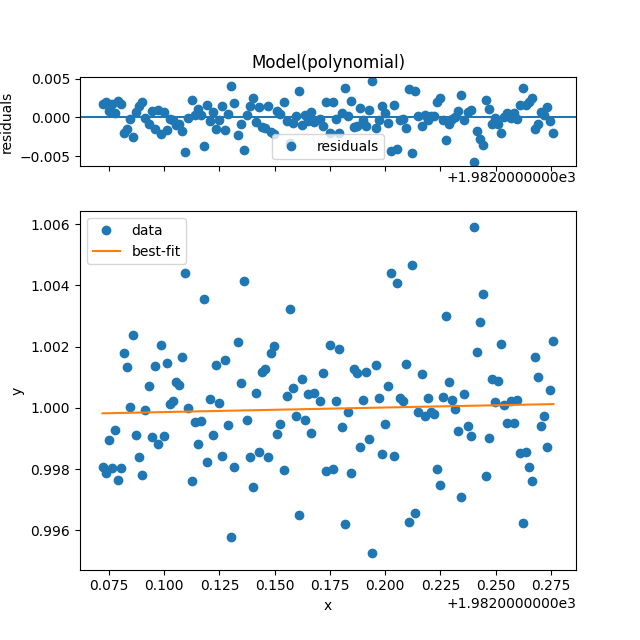 Model(polynomial)
residuals
0.005
0.000
−0.005
residuals
+1.9820000000e3
y
1.006
1.004
1.002
1.000
0.998
0.996
data
best-fit
0.075 0.100 0.125 0.150 0.175 0.200 0.225 0.250 0.275
x
+1.9820000000e3